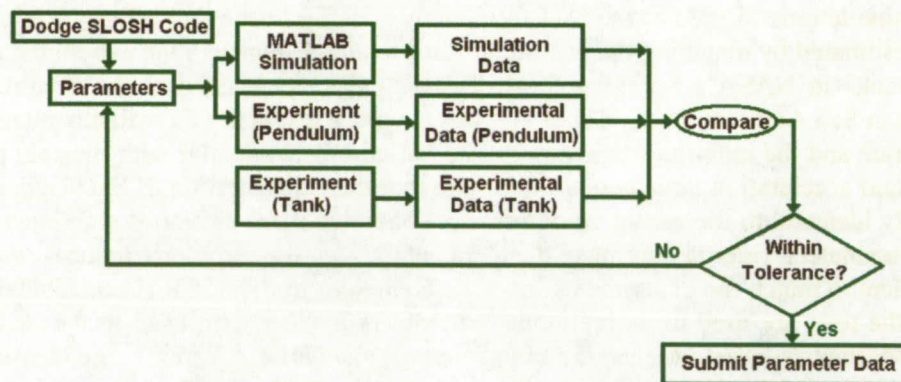 Dodge SLOSH Code
Parameters
MATLAB
Simulation
Simulation
Data
Experiment
(Pendulum)
Experimental
Data (Pendulum)
Compare
Experiment
(Tank)
Experimental
Data (Tank)
Within
Tolerance?
No
Yes
Submit Parameter Data